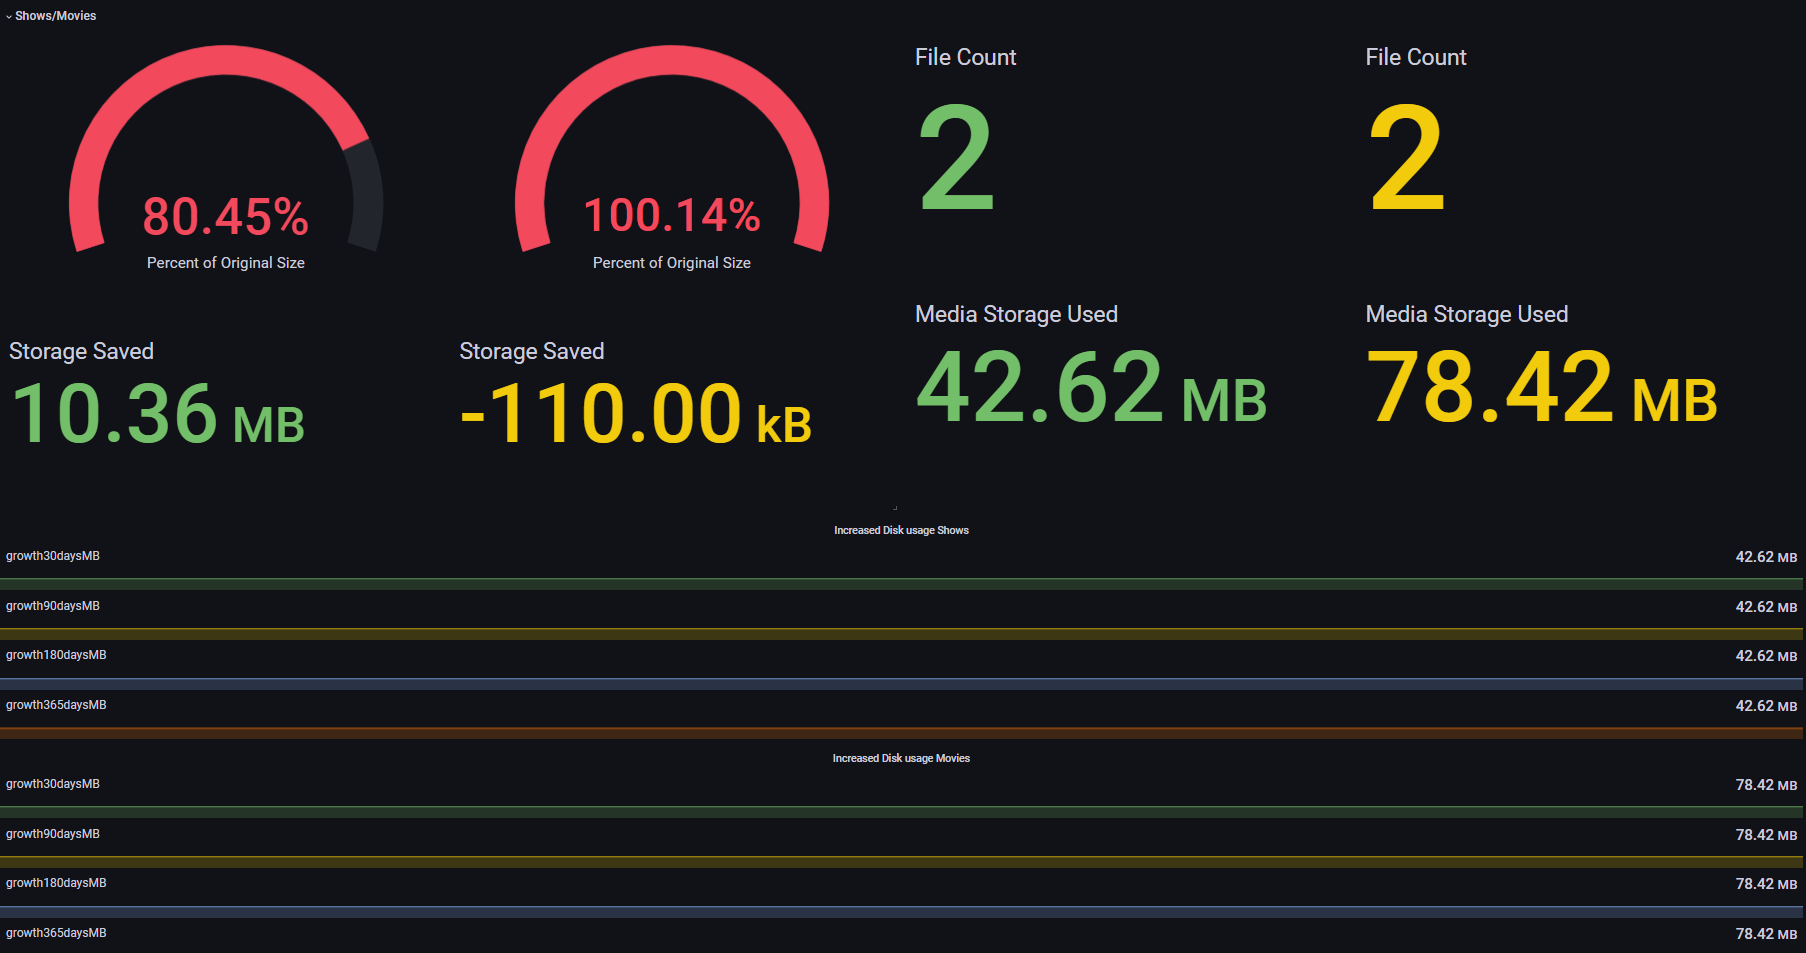 Shows/Movies
80.45%
Percent of Original Size
100.14%
Percent of Original Size
File Count
2
File Count
2
Storage Saved
10.36 MB
Storage Saved
-110.00 kB
Media Storage Used
42.62 MB
Media Storage Used
78.42 MB
Increased Disk usage Shows
growth30daysMB 42.62 MB
growth90daysMB 42.62 MB
growth180daysMB 42.62 MB
growth365daysMB 42.62 MB
Increased Disk usage Movies
growth30daysMB 78.42 MB
growth90daysMB 78.42 MB
growth180daysMB 78.42 MB
growth365daysMB 78.42 MB